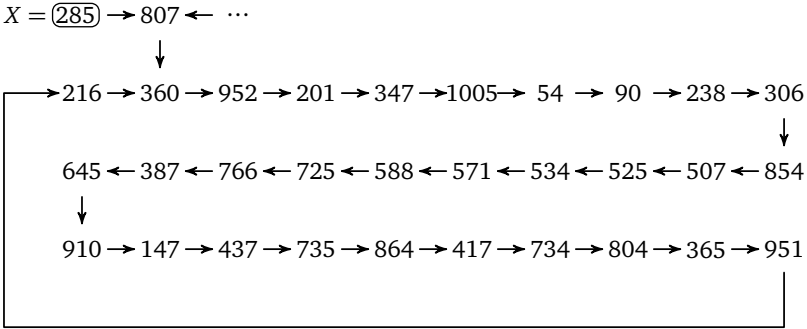 X = 285 → 807 ← ⋯
216 → 360 → 952 → 201 → 347 → 1005 → 54 → 90 → 238 → 306
645 ← 387 ← 766 ← 725 ← 588 ← 571 ← 534 ← 525 ← 507 ← 854
910 → 147 → 437 → 735 → 864 → 417 → 734 → 804 → 365 → 951